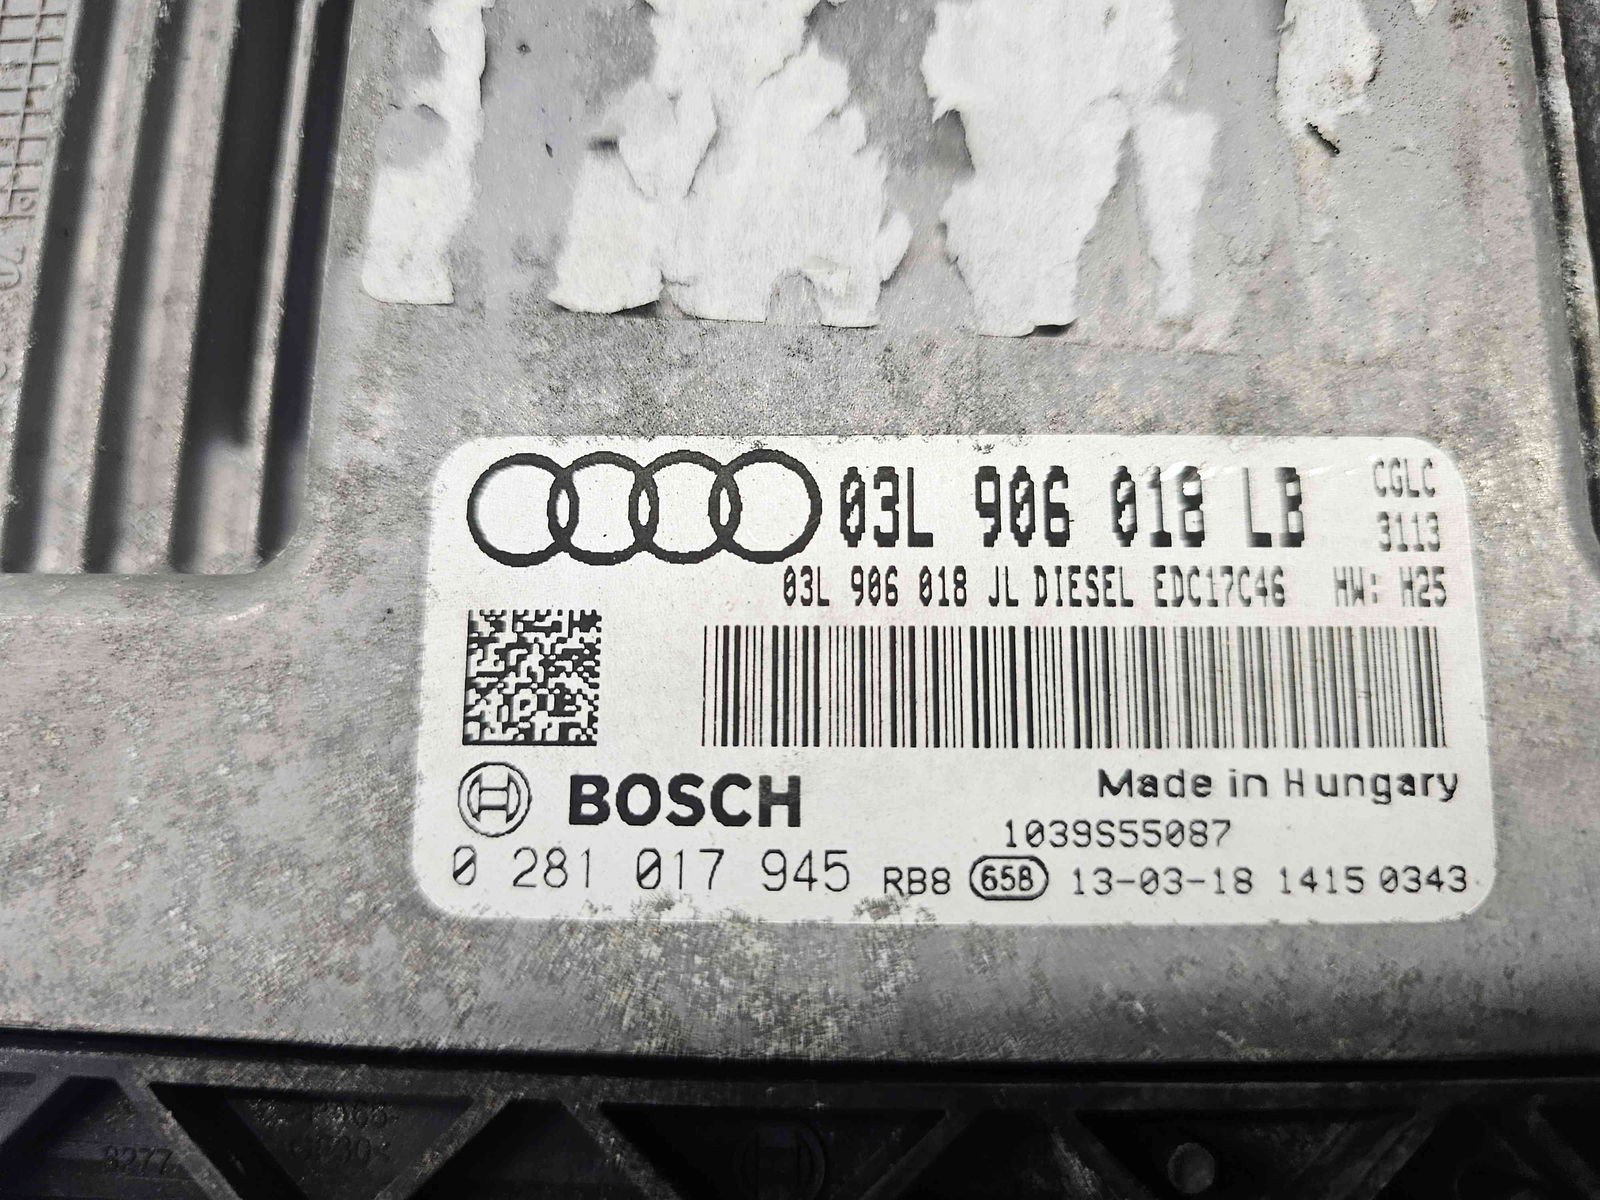 03L 906 018 LB
CGLC
3113
03L 906 018 JL DIESEL EDC17C46 HW: H25
BOSCH
Made in Hungary
1039S55087
0 281 017 945 RB8 65B 13-03-18 1415 0343